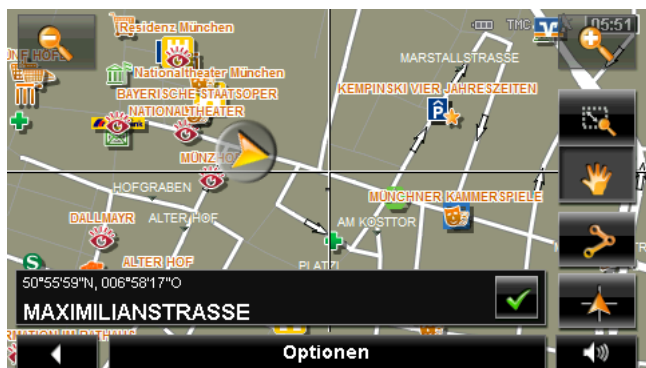 Residenz München
TMC
05:51
MARSTALLSTRASSE
Nationaltheater München
KEMPINSKI VIER JAHRESZEITEN
BAYERISCHE STAATSOPER
NATIONALTHEATER
MÜNZHOF
HOFGRABEN
MÜNCHNER KAMMERSPIELE
DALLMAYR
ALTER HOF
AM KOSTTOR
ALTER HOF
PLATZL
50°55'59"N, 006°58'17"O
MAXIMILIANSTRASSE
Optionen